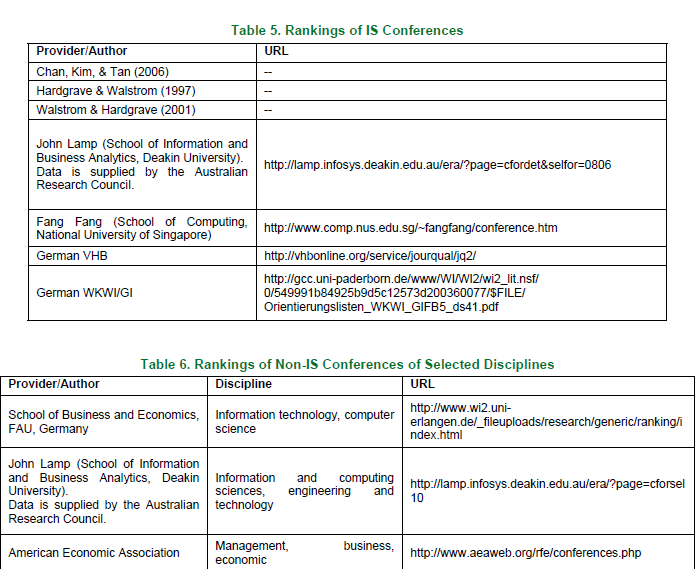 Table 5. Rankings of IS Conferences
Provider/Author URL
Chan, Kim, & Tan (2006) --
Hardgrave & Walstrom (1997) --
Walstrom & Hardgrave (2001) --
John Lamp (School of Information and
Business Analytics, Deakin University).
Data is supplied by the Australian
Research Council.
http://lamp.infosys.deakin.edu.au/era/?page=cfordet&selfor=0806
Fang Fang (School of Computing,
National University of Singapore)
http://www.comp.nus.edu.sg/~fangfang/conference.htm
German VHB http://vhbonline.org/service/jourqual/jq2/
German WKWI/GI
http://gcc.uni-paderborn.de/www/WI/WI2/wi2_lit.nsf/
0/549991b84925b9d5c12573d200360077/$FILE/
Orientierungslisten_WKWI_GIFB5_ds41.pdf
Table 6. Rankings of Non-IS Conferences of Selected Disciplines
Provider/Author Discipline URL
School of Business and Economics,
FAU, Germany
Information technology, computer
science
http://www.wi2.uni-
erlangen.de/_fileuploads/research/generic/ranking/i
ndex.html
John Lamp (School of Information
and Business Analytics, Deakin
University).
Data is supplied by the Australian
Research Council.
Information and computing
sciences, engineering and
technology
http://lamp.infosys.deakin.edu.au/era/?page=cforsel
10
American Economic Association
Management, business,
economic
http://www.aeaweb.org/rfe/conferences.php